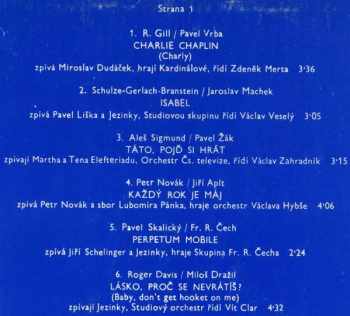 Strana 1
1. R. Gill / Pavel Vrba
CHARLIE CHAPLIN
(Charly)
zpívá Miroslav Dudáček, hrají Kardinálové, řídí Zdeněk Merta 3·36
2. Schulze-Gerlach-Branstein / Jaroslav Machek
ISABEL
zpívá Pavel Liška a Jezinky, Studiovou skupinu řídí Václav Veselý 3·05
3. Aleš Sigmund / Pavel Žák
TÁTO, POJĎ SI HRÁT
zpívají Martha a Tena Elefteriadu, Orchestr Čs. televize, řídí Václav Zahradník 3·15
4. Petr Novák / Jiří Aplt
KAŽDÝ ROK JE MÁJ
zpívá Petr Novák a sbor Lubomíra Pánka, hraje orchestr Václava Hybše 4·06
5. Pavel Skalický / Fr. R. Čech
PERPETUM MOBILE
zpívá Jiří Schelinger a Jezinky, hraje Skupina Fr. R. Čecha 2·24
6. Roger Davis / Miloš Dražil
LÁSKO, PROČ SE NEVRÁTÍŠ?
(Baby, don't get hooket on me)
zpívají Jezinky, Studiový orchestr řídí Vít Clar 4·32